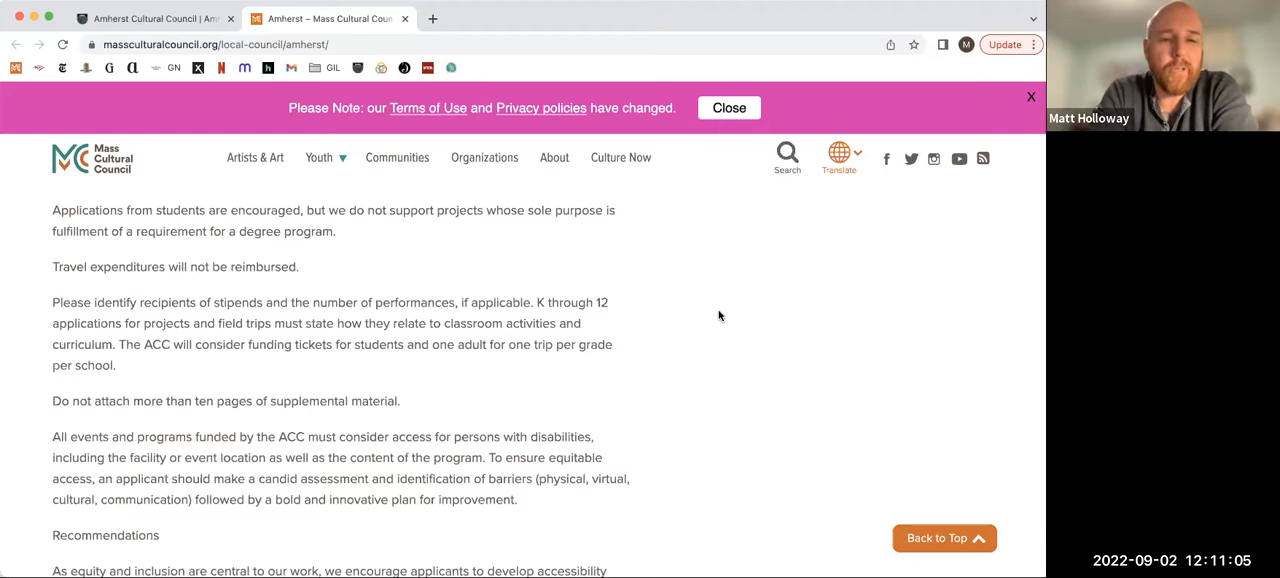 Amherst Cultural Council | Am
Amherst – Mass Cultural Coun
massculturalcouncil.org/local-council/amherst/
M
Update
GN
GIL
Please Note: our Terms of Use and Privacy policies have changed.
Close
X
Matt Holloway
Mass
Cultural
Council
Artists & Art
Youth
Communities
Organizations
About
Culture Now
Search
Translate
Applications from students are encouraged, but we do not support projects whose sole purpose is
fulfillment of a requirement for a degree program.
Travel expenditures will not be reimbursed.
Please identify recipients of stipends and the number of performances, if applicable. K through 12
applications for projects and field trips must state how they relate to classroom activities and
curriculum. The ACC will consider funding tickets for students and one adult for one trip per grade
per school.
Do not attach more than ten pages of supplemental material.
All events and programs funded by the ACC must consider access for persons with disabilities,
including the facility or event location as well as the content of the program. To ensure equitable
access, an applicant should make a candid assessment and identification of barriers (physical, virtual,
cultural, communication) followed by a bold and innovative plan for improvement.
Recommendations
As equity and inclusion are central to our work, we encourage applicants to develop accessibility
Back to Top
2022-09-02 12:11:05